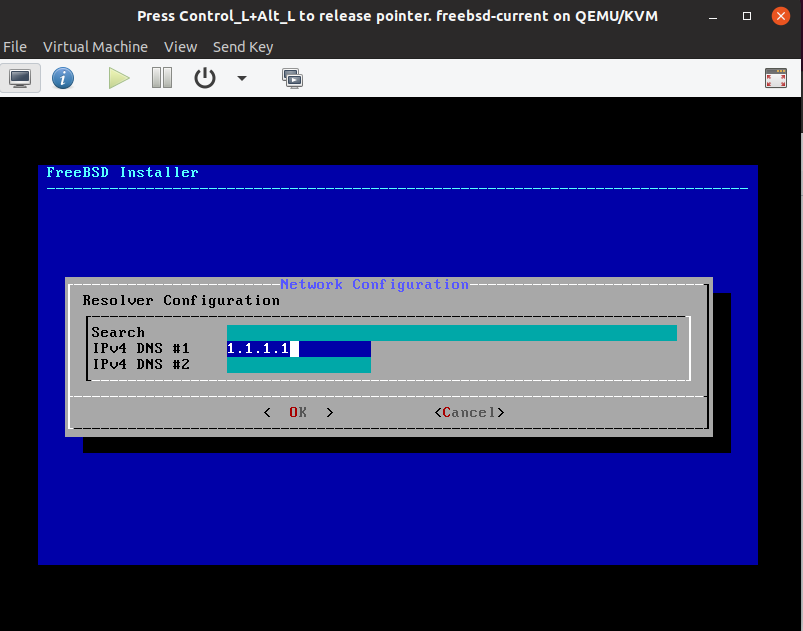 Press Control_L+Alt_L to release pointer. freebsd-current on QEMU/KVM
File Virtual Machine View Send Key
FreeBSD Installer
Network Configuration
Resolver Configuration
Search
IPv4 DNS #1 1.1.1.1
IPv4 DNS #2
< OK > <Cancel>